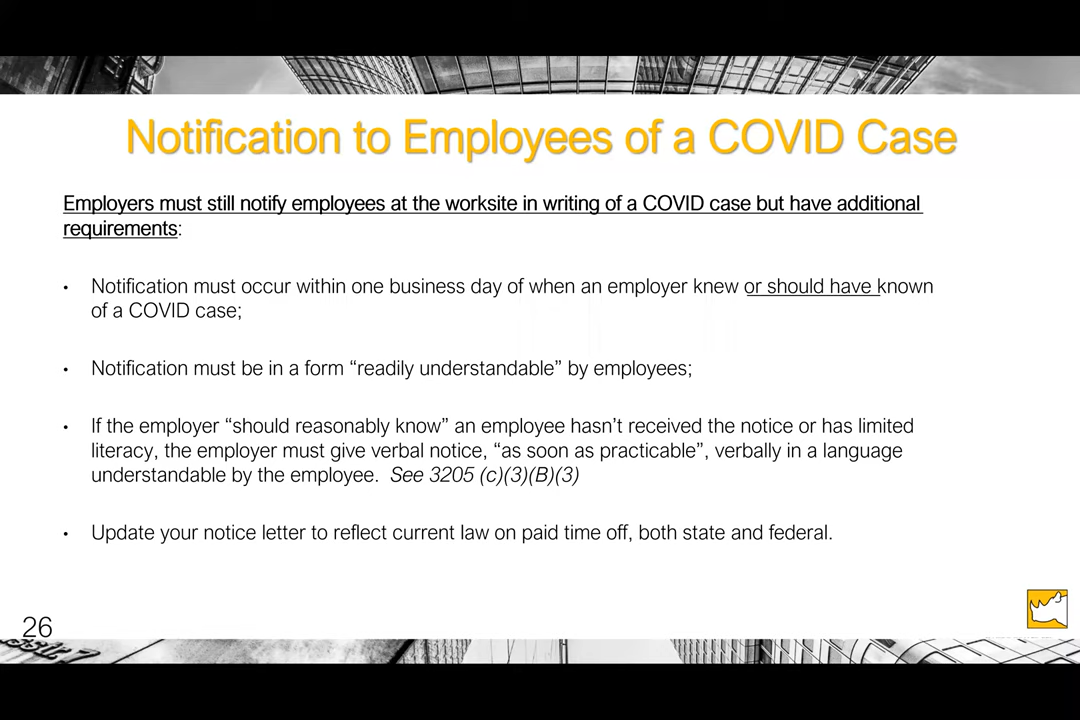 Notification to Employees of a COVID Case
Employers must still notify employees at the worksite in writing of a COVID case but have additional
requirements:
• Notification must occur within one business day of when an employer knew or should have known
of a COVID case;
• Notification must be in a form “readily understandable” by employees;
• If the employer “should reasonably know” an employee hasn’t received the notice or has limited
literacy, the employer must give verbal notice, “as soon as practicable”, verbally in a language
understandable by the employee. See 3205 (c)(3)(B)(3)
• Update your notice letter to reflect current law on paid time off, both state and federal.
26